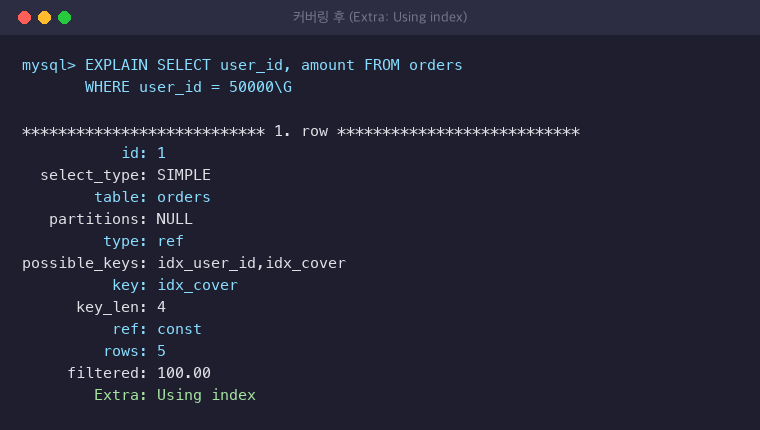 커버링 후 (Extra: Using index)
mysql> EXPLAIN SELECT user_id, amount FROM orders
       WHERE user_id = 50000\G
*************************** 1. row ***************************
           id: 1
  select_type: SIMPLE
        table: orders
   partitions: NULL
         type: ref
possible_keys: idx_user_id,idx_cover
          key: idx_cover
      key_len: 4
          ref: const
         rows: 5
     filtered: 100.00
        Extra: Using index